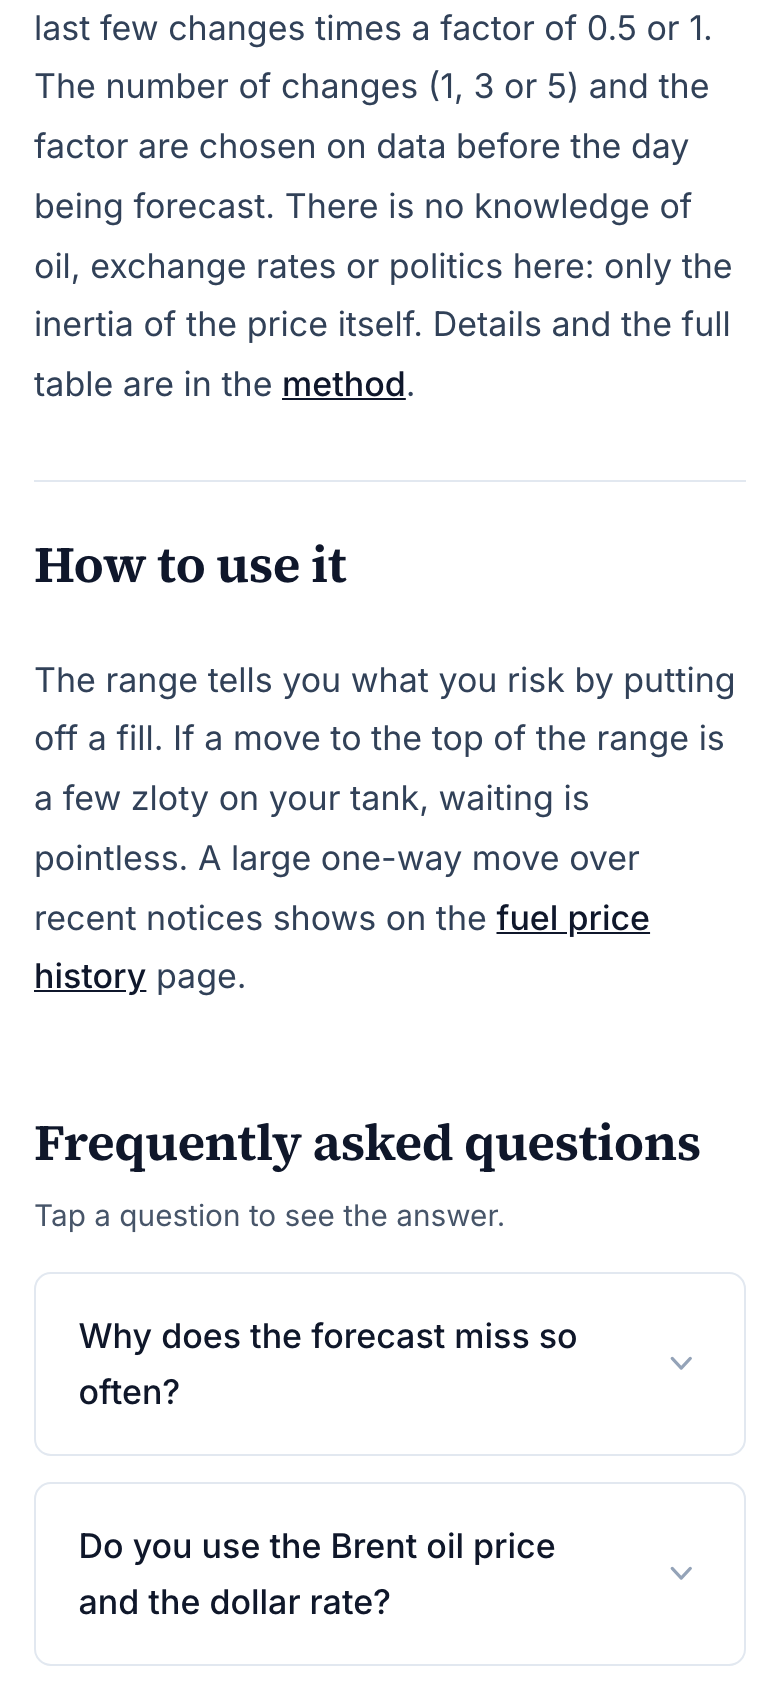 last few changes times a factor of 0.5 or 1.
The number of changes (1, 3 or 5) and the
factor are chosen on data before the day
being forecast. There is no knowledge of
oil, exchange rates or politics here: only the
inertia of the price itself. Details and the full
table are in the method.
How to use it
The range tells you what you risk by putting
off a fill. If a move to the top of the range is
a few zloty on your tank, waiting is
pointless. A large one-way move over
recent notices shows on the fuel price
history page.
Frequently asked questions
Tap a question to see the answer.
Why does the forecast miss so
often?
Do you use the Brent oil price
and the dollar rate?